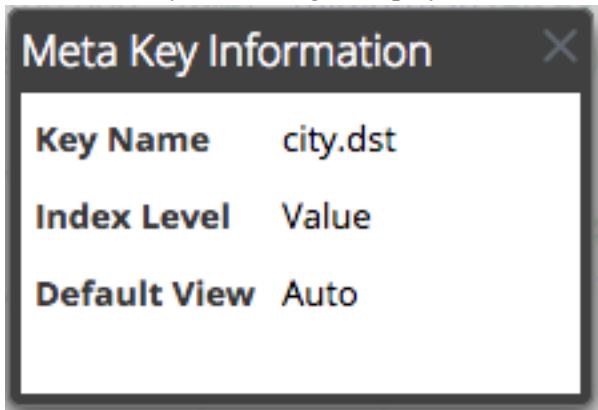 Meta Key Information
Key Name city.dst
Index Level Value
Default View Auto